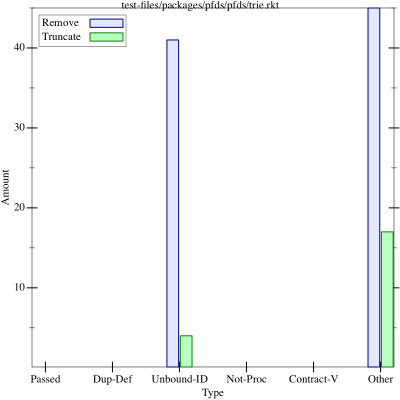 test-files/packages/pfds/pfds/trie.rkt
Remove
Truncate
Amount
40
30
20
10
Passed Dup-Def Unbound-ID Not-Proc Contract-V Other
Type